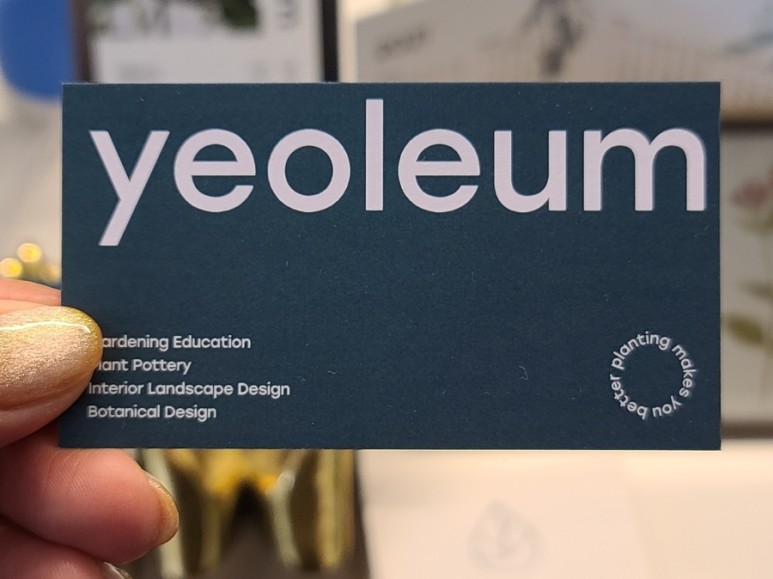 yeoleum
ardening Education
lant Pottery
Interior Landscape Design
Botanical Design
planting makes you better